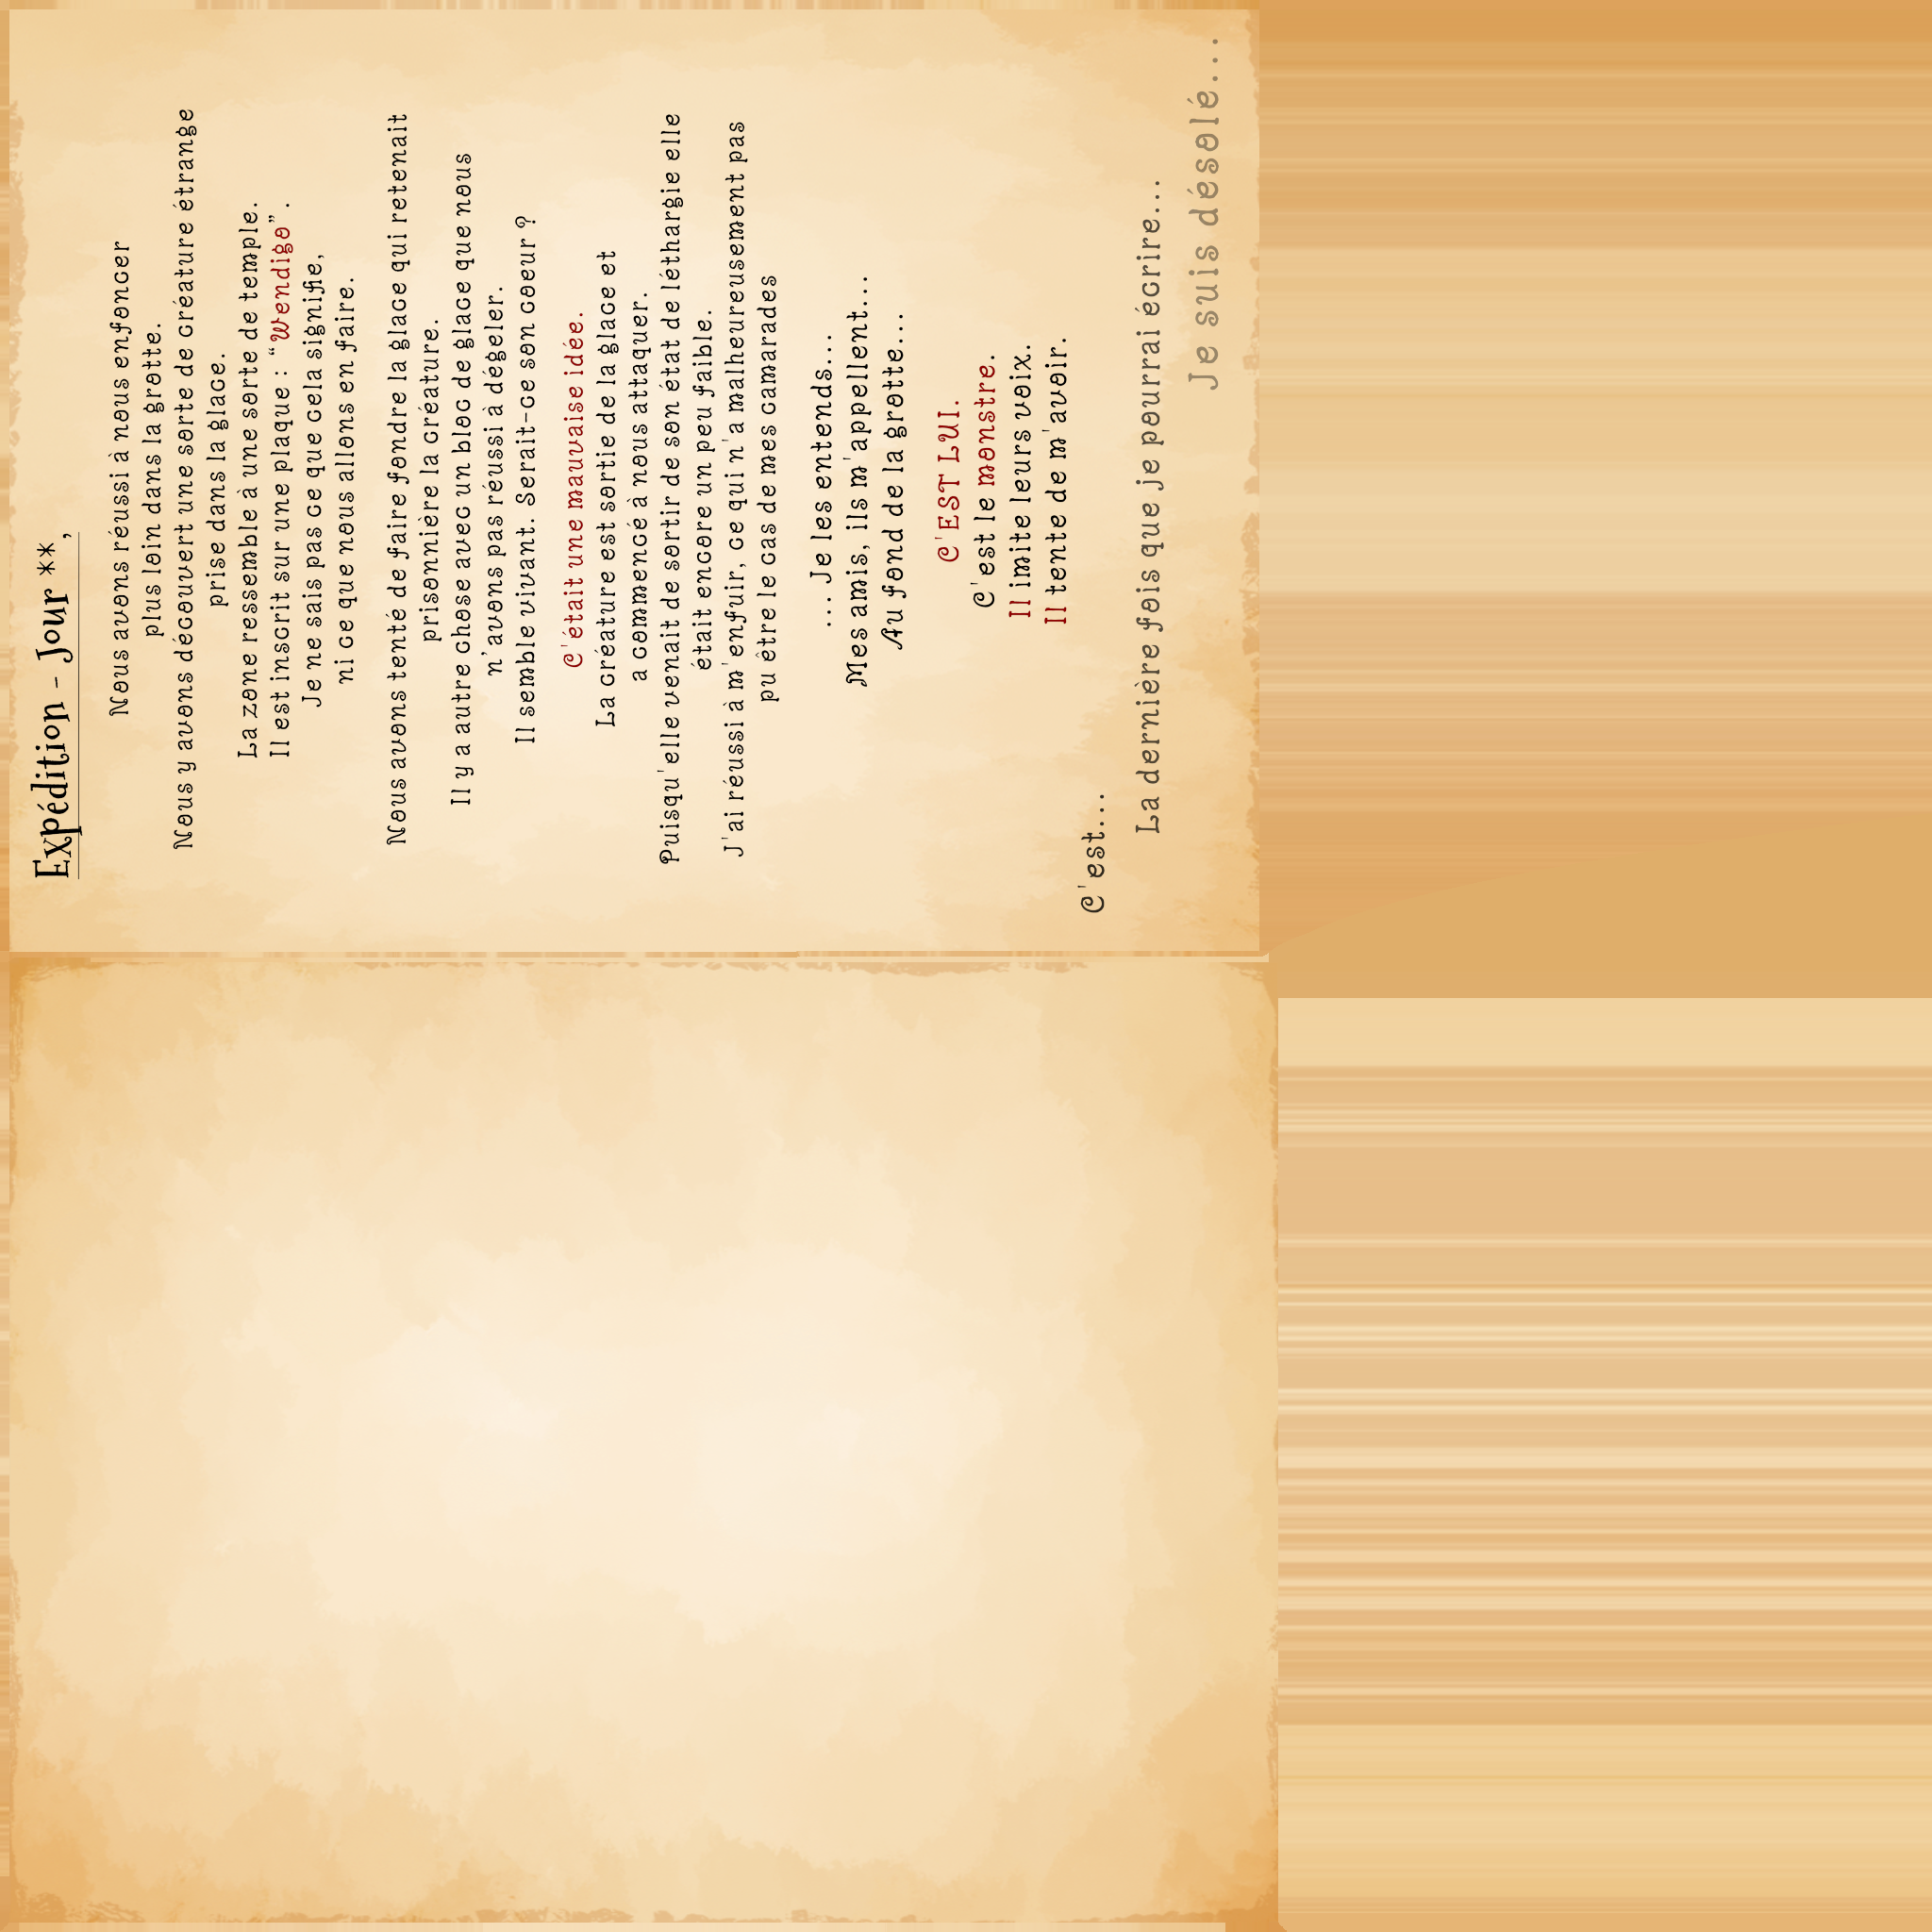 Expédition - Jour **,
Nous avons réussi à nous enfoncer
plus loin dans la grotte.
Nous y avons découvert une sorte de créature étrange
prise dans la glace.
La zone ressemble à une sorte de temple.
Il est inscrit sur une plaque : “Wendigo”.
Je ne sais pas ce que cela signifie,
ni ce que nous allons en faire.
Nous avons tenté de faire fondre la glace qui retenait
prisonnière la créature.
Il y a autre chose avec un bloc de glace que nous
n’avons pas réussi à dégeler.
Il semble vivant. Serait-ce son coeur ?
C'était une mauvaise idée.
La créature est sortie de la glace et
a commencé à nous attaquer.
Puisqu'elle venait de sortir de son état de léthargie elle
était encore un peu faible.
J'ai réussi à m'enfuir, ce qui n'a malheureusement pas
pu être le cas de mes camarades
... Je les entends...
Mes amis, ils m'appellent...
Au fond de la grotte...
C'EST LUI.
C'est le monstre.
Il imite leurs voix.
Il tente de m'avoir.
C'est...
La dernière fois que je pourrai écrire...
Je suis désolé...